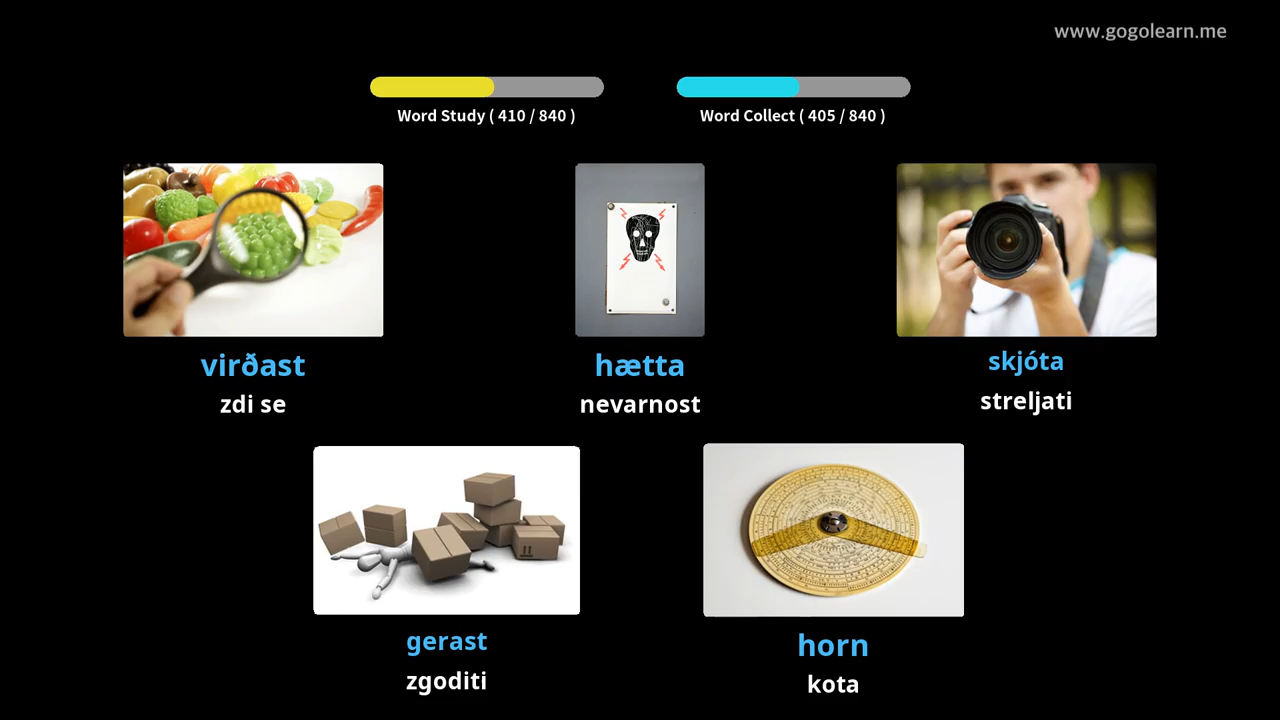 www.gogolearn.me
Word Study ( 410 / 840 )
Word Collect ( 405 / 840 )
virðast
zdi se
hætta
nevarnost
skjóta
streljati
gerast
zgoditi
horn
kota